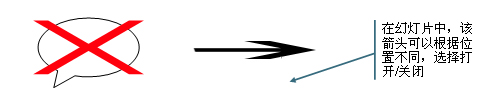 在幻灯片中，该
箭头可以根据位
置不同，选择打
开/关闭